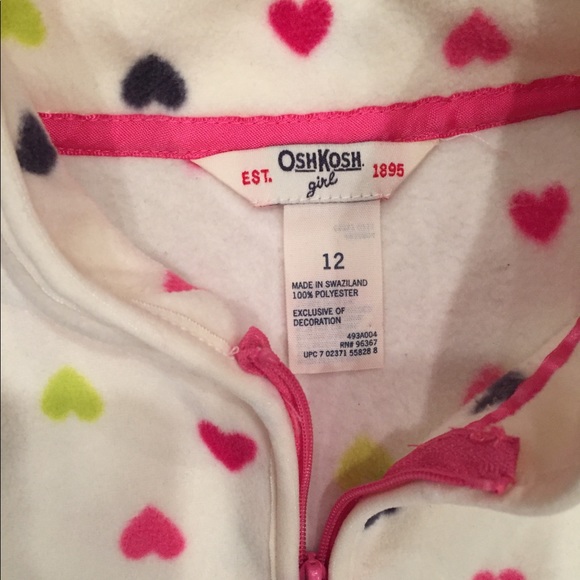 OSHKOSH
EST. girl 1895
12
MADE IN SWAZILAND
100% POLYESTER
EXCLUSIVE OF
DECORATION
493A004
RN# 96367
UPC 7 02371 55828 8